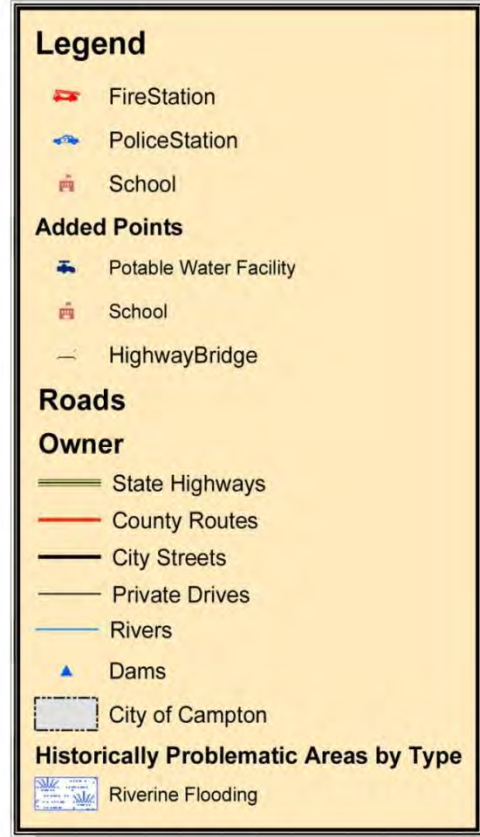 Legend
FireStation
PoliceStation
School
Added Points
Potable Water Facility
School
HighwayBridge
Roads
Owner
State Highways
County Routes
City Streets
Private Drives
Rivers
Dams
City of Campton
Historically Problematic Areas by Type
Riverine Flooding